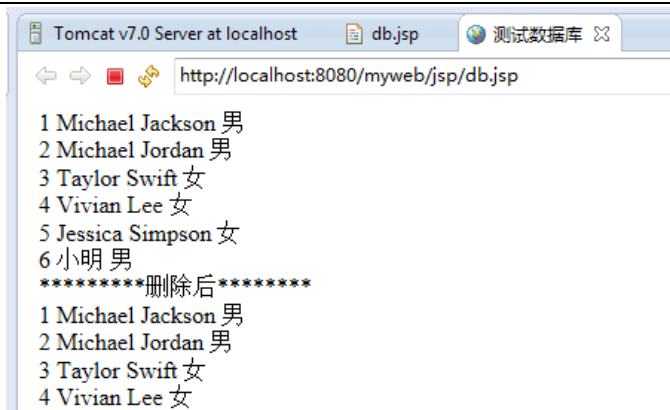 Tomcat v7.0 Server at localhost db.jsp 测试数据库
http://localhost:8080/myweb/jsp/db.jsp
1 Michael Jackson 男
2 Michael Jordan 男
3 Taylor Swift 女
4 Vivian Lee 女
5 Jessica Simpson 女
6 小明 男
*********删除后********
1 Michael Jackson 男
2 Michael Jordan 男
3 Taylor Swift 女
4 Vivian Lee 女